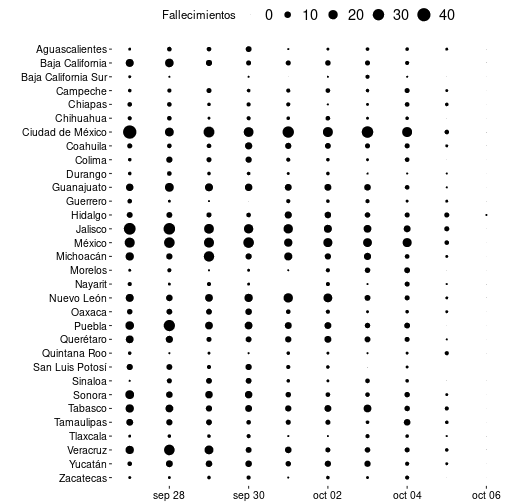 Fallecimientos 0 10 20 30 40
Aguascalientes
Baja California
Baja California Sur
Campeche
Chiapas
Chihuahua
Ciudad de México
Coahuila
Colima
Durango
Guanajuato
Guerrero
Hidalgo
Jalisco
México
Michoacán
Morelos
Nayarit
Nuevo León
Oaxaca
Puebla
Querétaro
Quintana Roo
San Luis Potosí
Sinaloa
Sonora
Tabasco
Tamaulipas
Tlaxcala
Veracruz
Yucatán
Zacatecas
sep 28 sep 30 oct 02 oct 04 oct 06